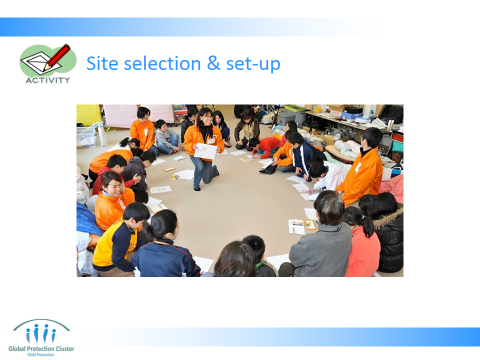 Site selection & set-up
ACTIVITY
Global Protection Cluster
Child Protection